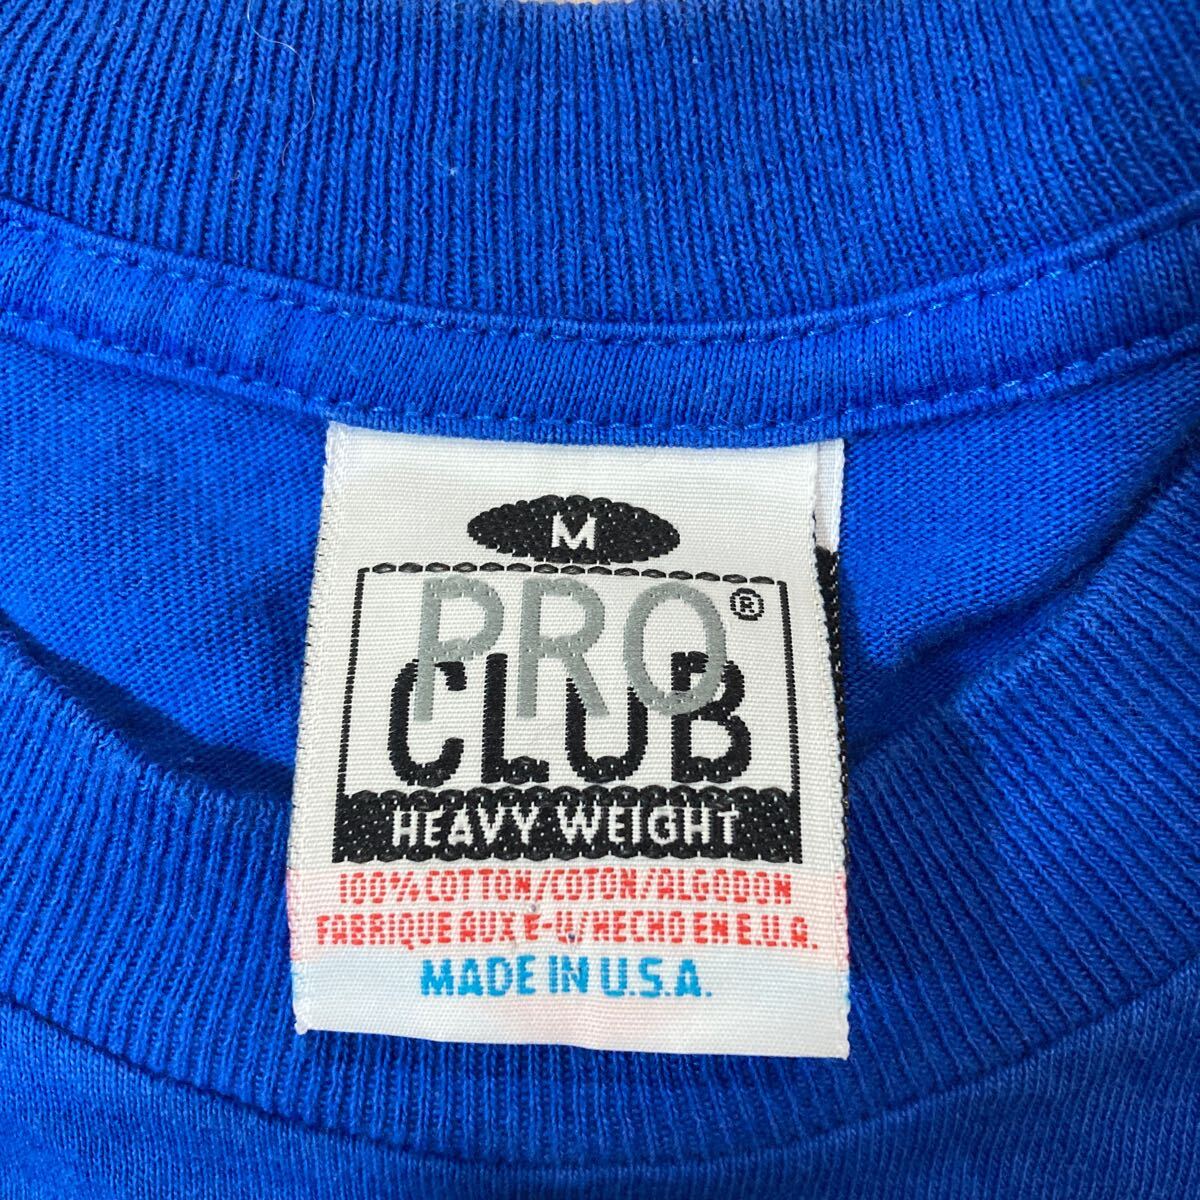 M
PRO®
CLUB
HEAVY WEIGHT
100% COTTON/COTON/ALGODON
FABRIQUE AUX É-U/HECHO EN E.U.A.
MADE IN U.S.A.